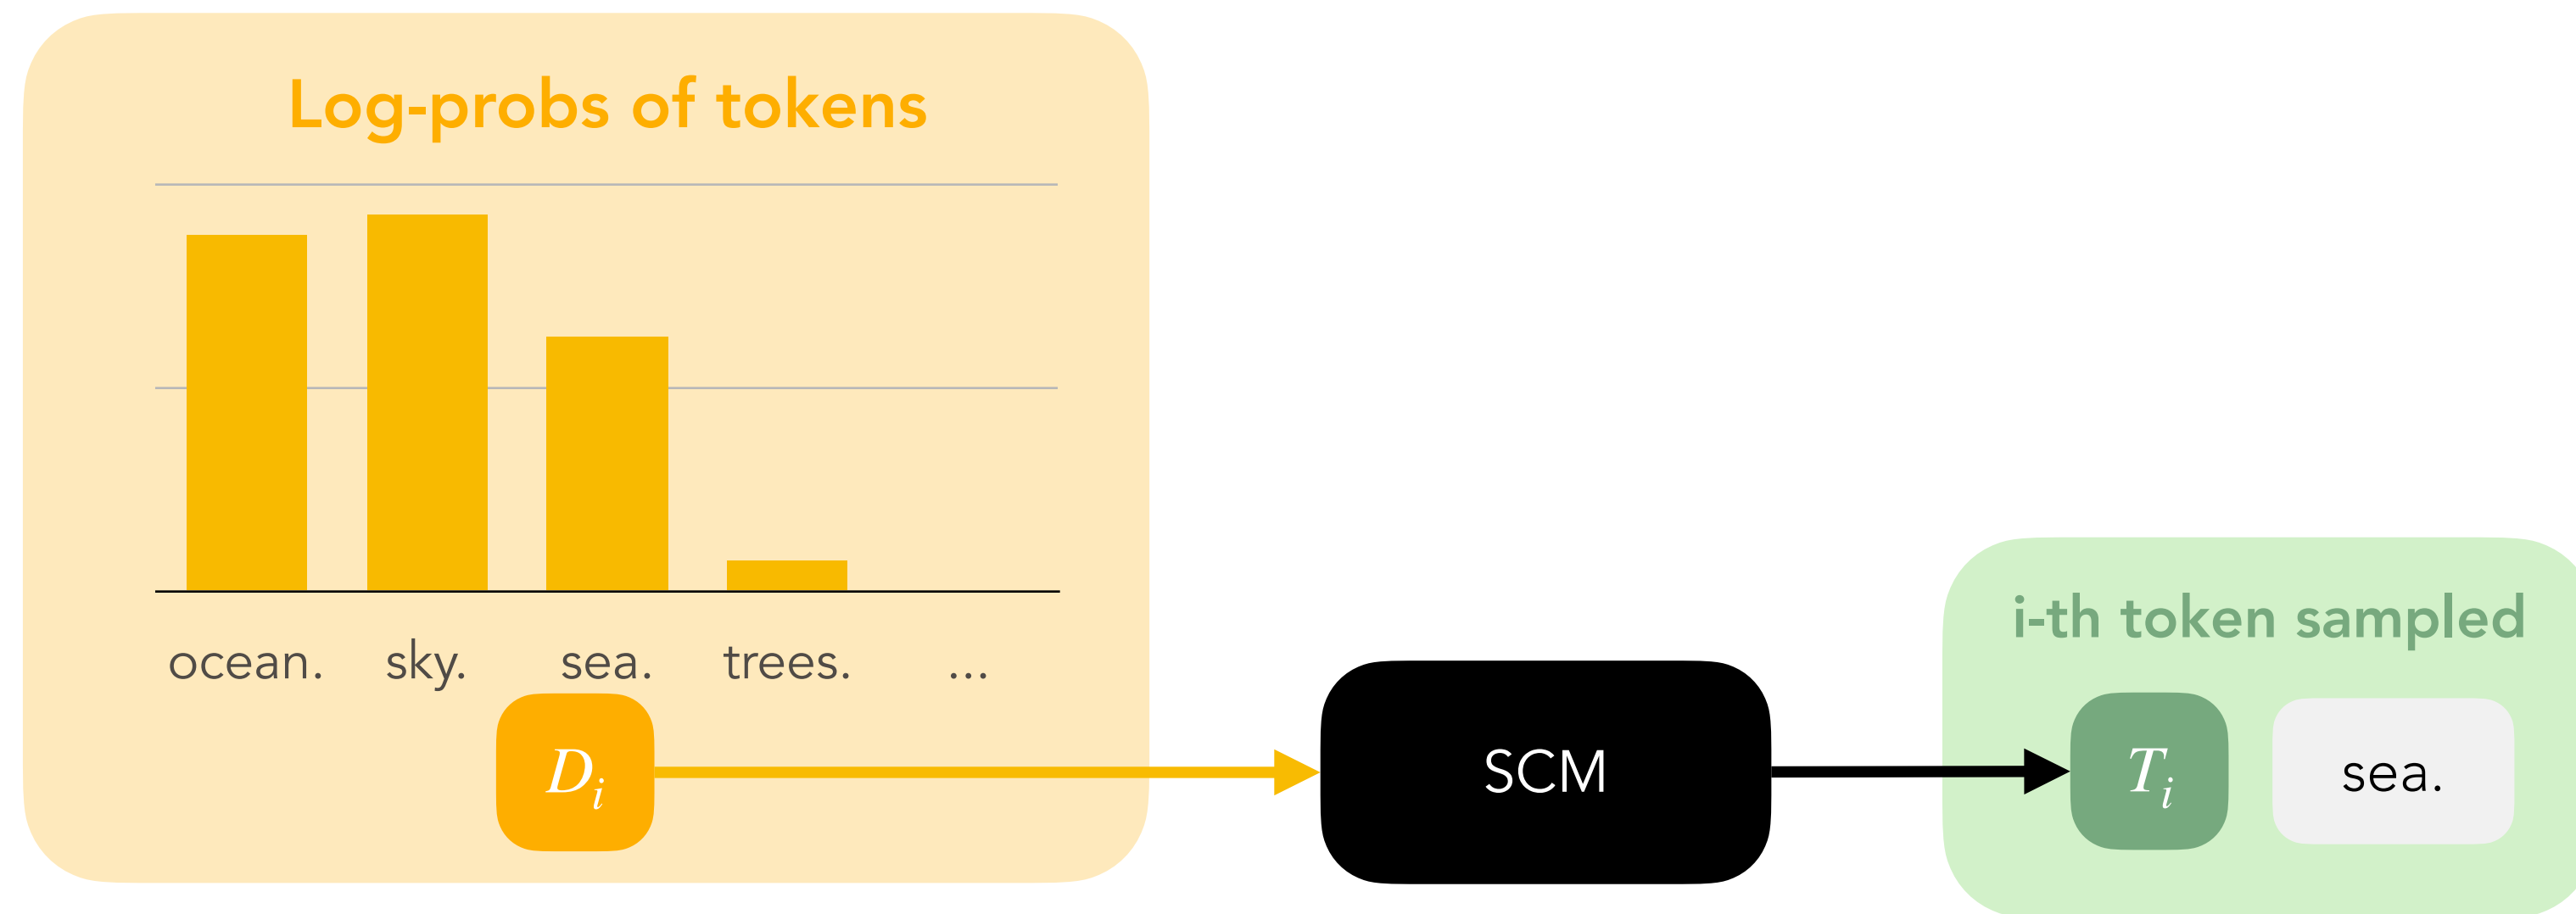 Log-probs of tokens
ocean. sky. sea. trees. ...
D_i
SCM
i-th token sampled
T_i sea.